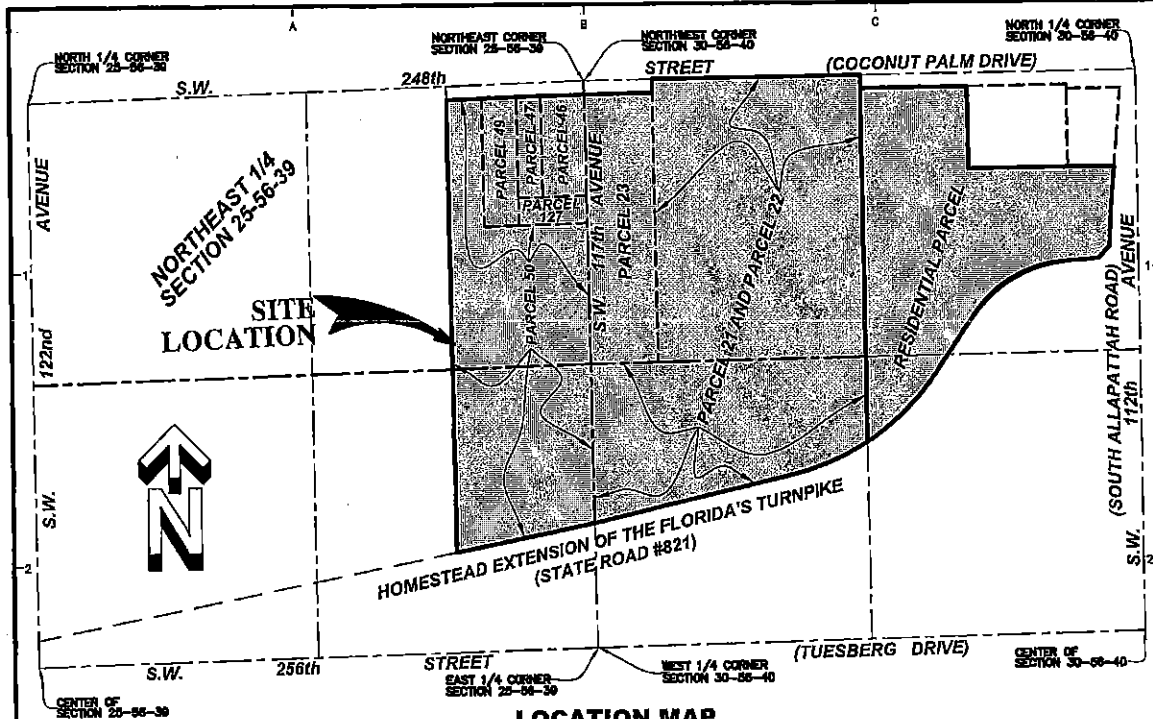 A
B
C
NORTH 1/4 CORNER
SECTION 25-56-39
NORTHEAST CORNER
SECTION 25-56-39
NORTHWEST CORNER
SECTION 30-56-40
NORTH 1/4 CORNER
SECTION 30-56-40
S.W.
248th
STREET
(COCONUT PALM DRIVE)
AVENUE
122nd
S.W.
NORTHEAST 1/4
SECTION 25-56-39
SITE
LOCATION
PARCEL 49
PARCEL 47
PARCEL 46
PARCEL
127
PARCEL 50
S.W. 117th AVENUE
PARCEL 23
PARCEL 121 AND PARCEL 22
RESIDENTIAL PARCEL
AVENUE
112th
S.W.
(SOUTH ALLAPATTAH ROAD)
1
1
2
2
N
HOMESTEAD EXTENSION OF THE FLORIDA'S TURNPIKE
(STATE ROAD #821)
S.W.
256th
STREET
(TUESBERG DRIVE)
CENTER OF
SECTION 25-56-39
EAST 1/4 CORNER
SECTION 25-56-39
WEST 1/4 CORNER
SECTION 30-56-40
CENTER OF
SECTION 30-56-40
LOCATION MAP